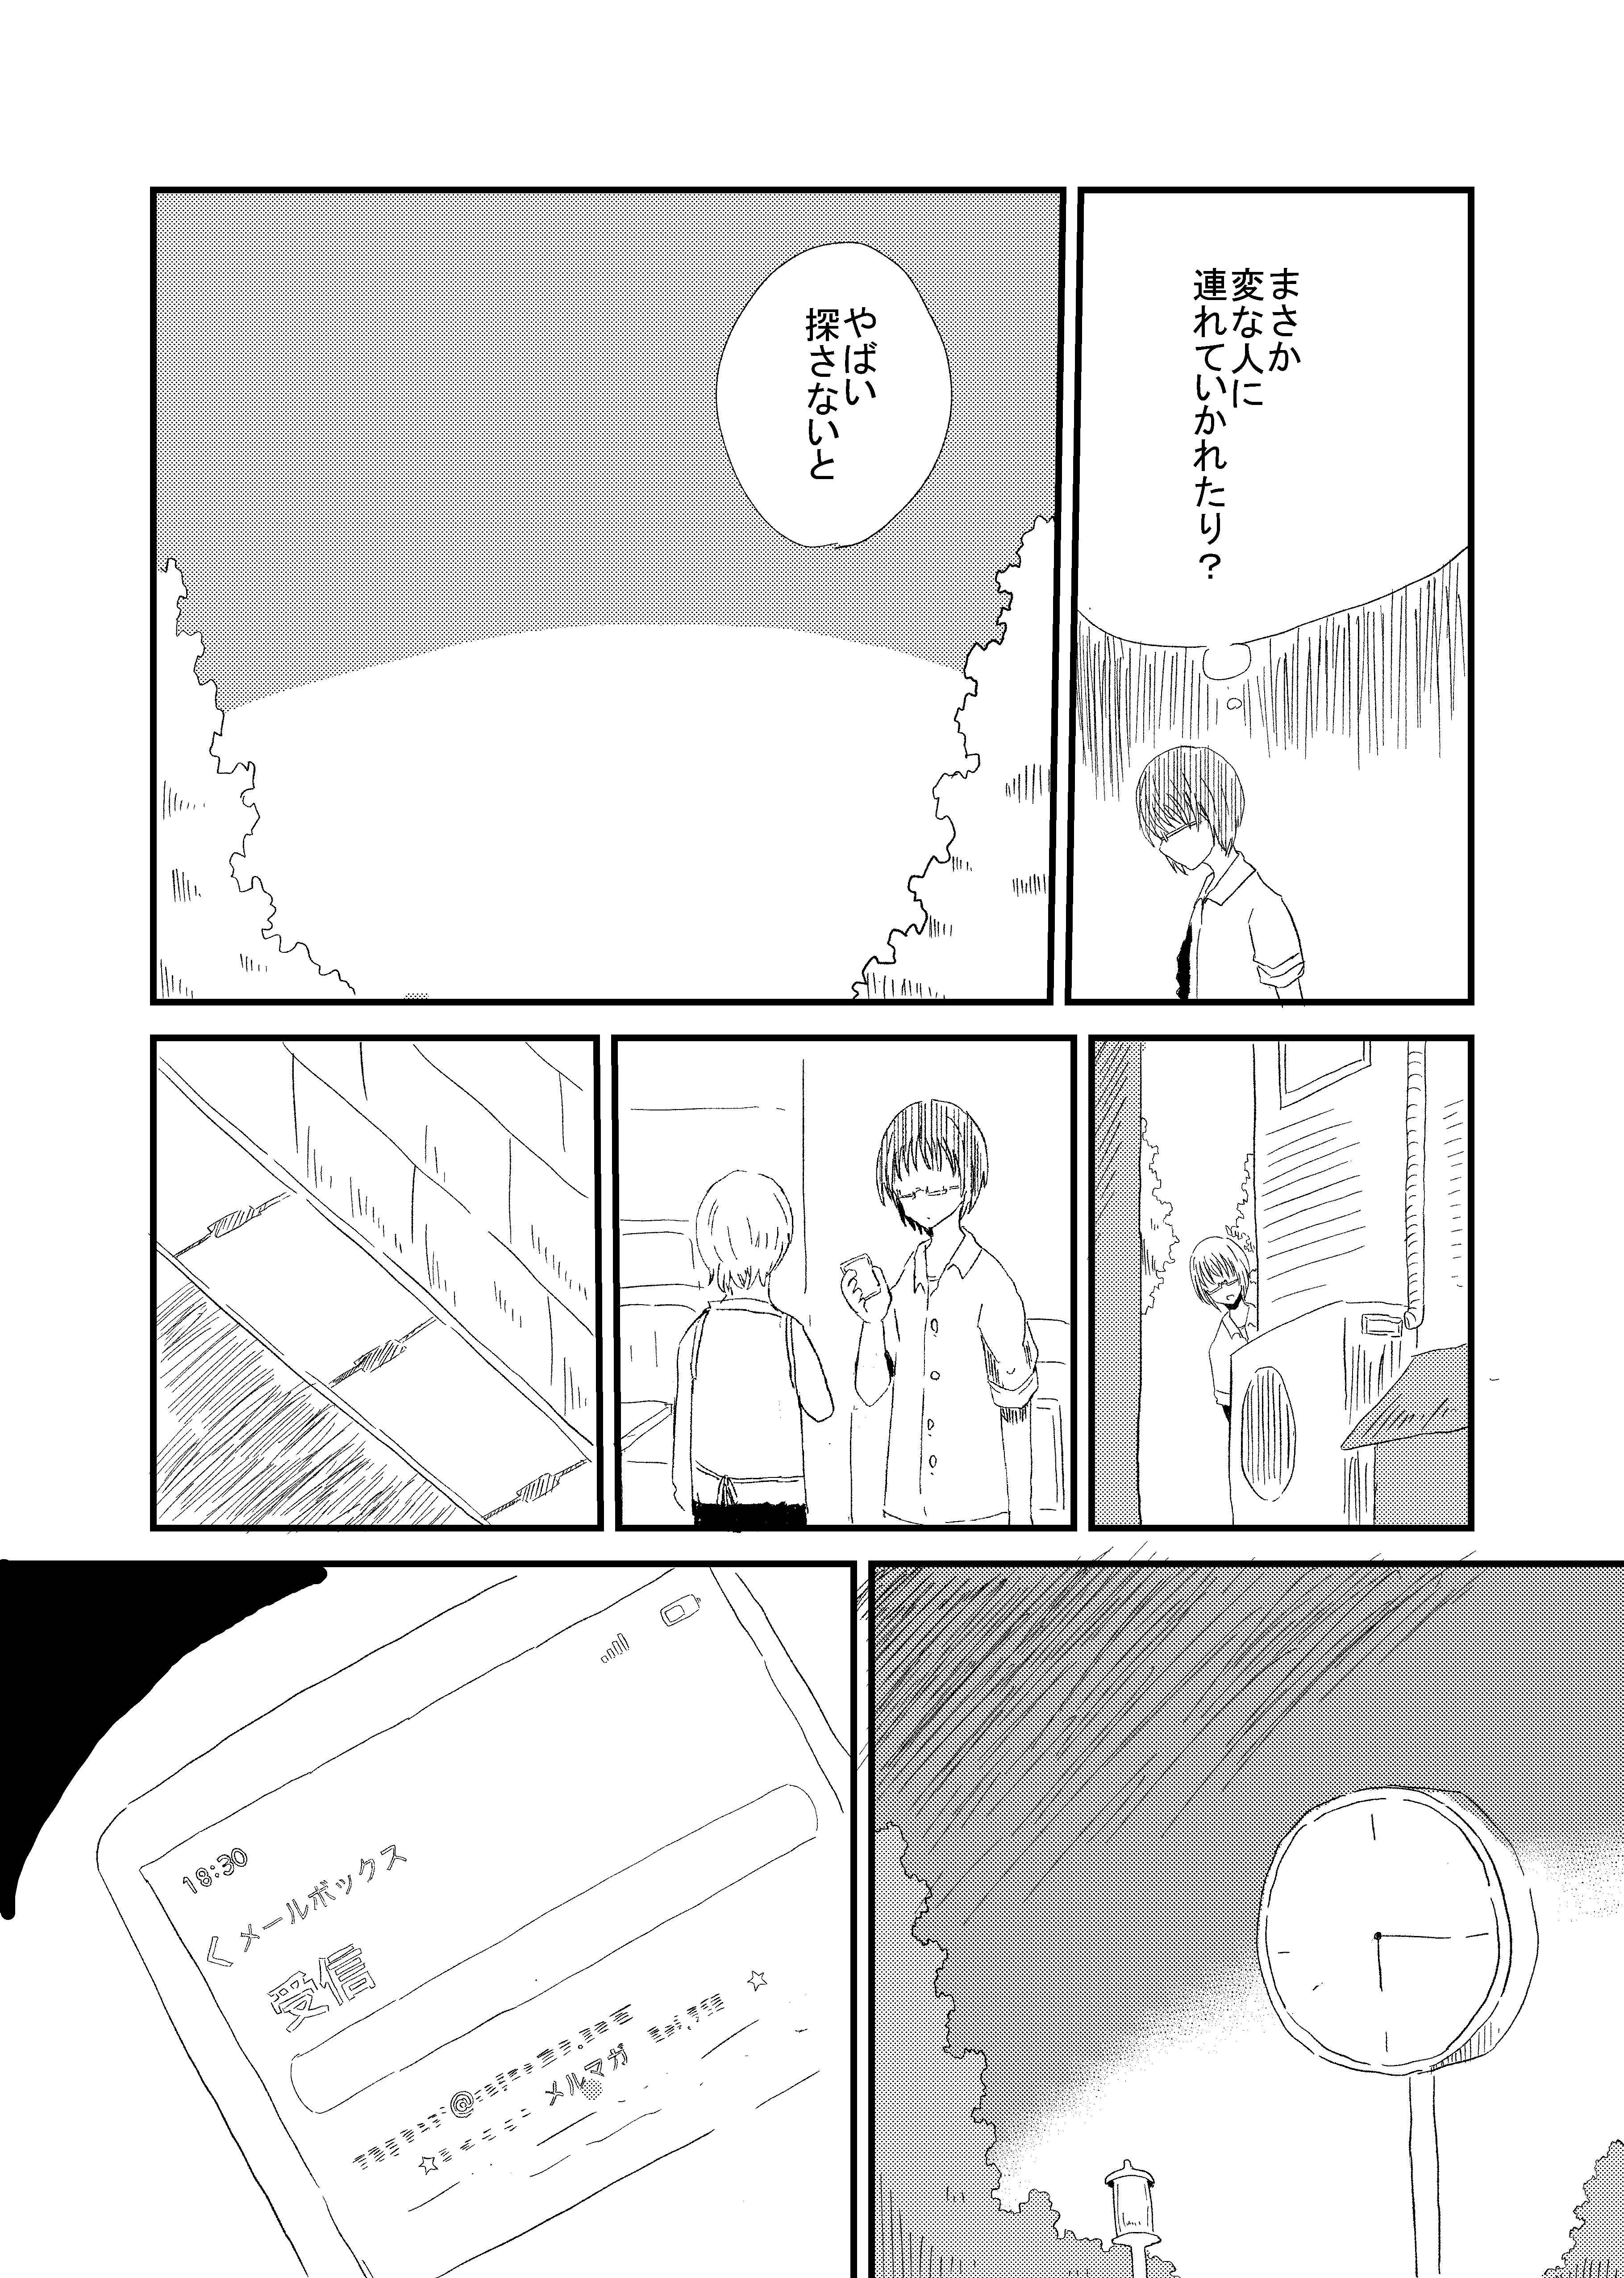 まさか
変な人に
連れていかれたり？
やばい
探さないと
18:30
メールボックス
受信
@
メルマガ